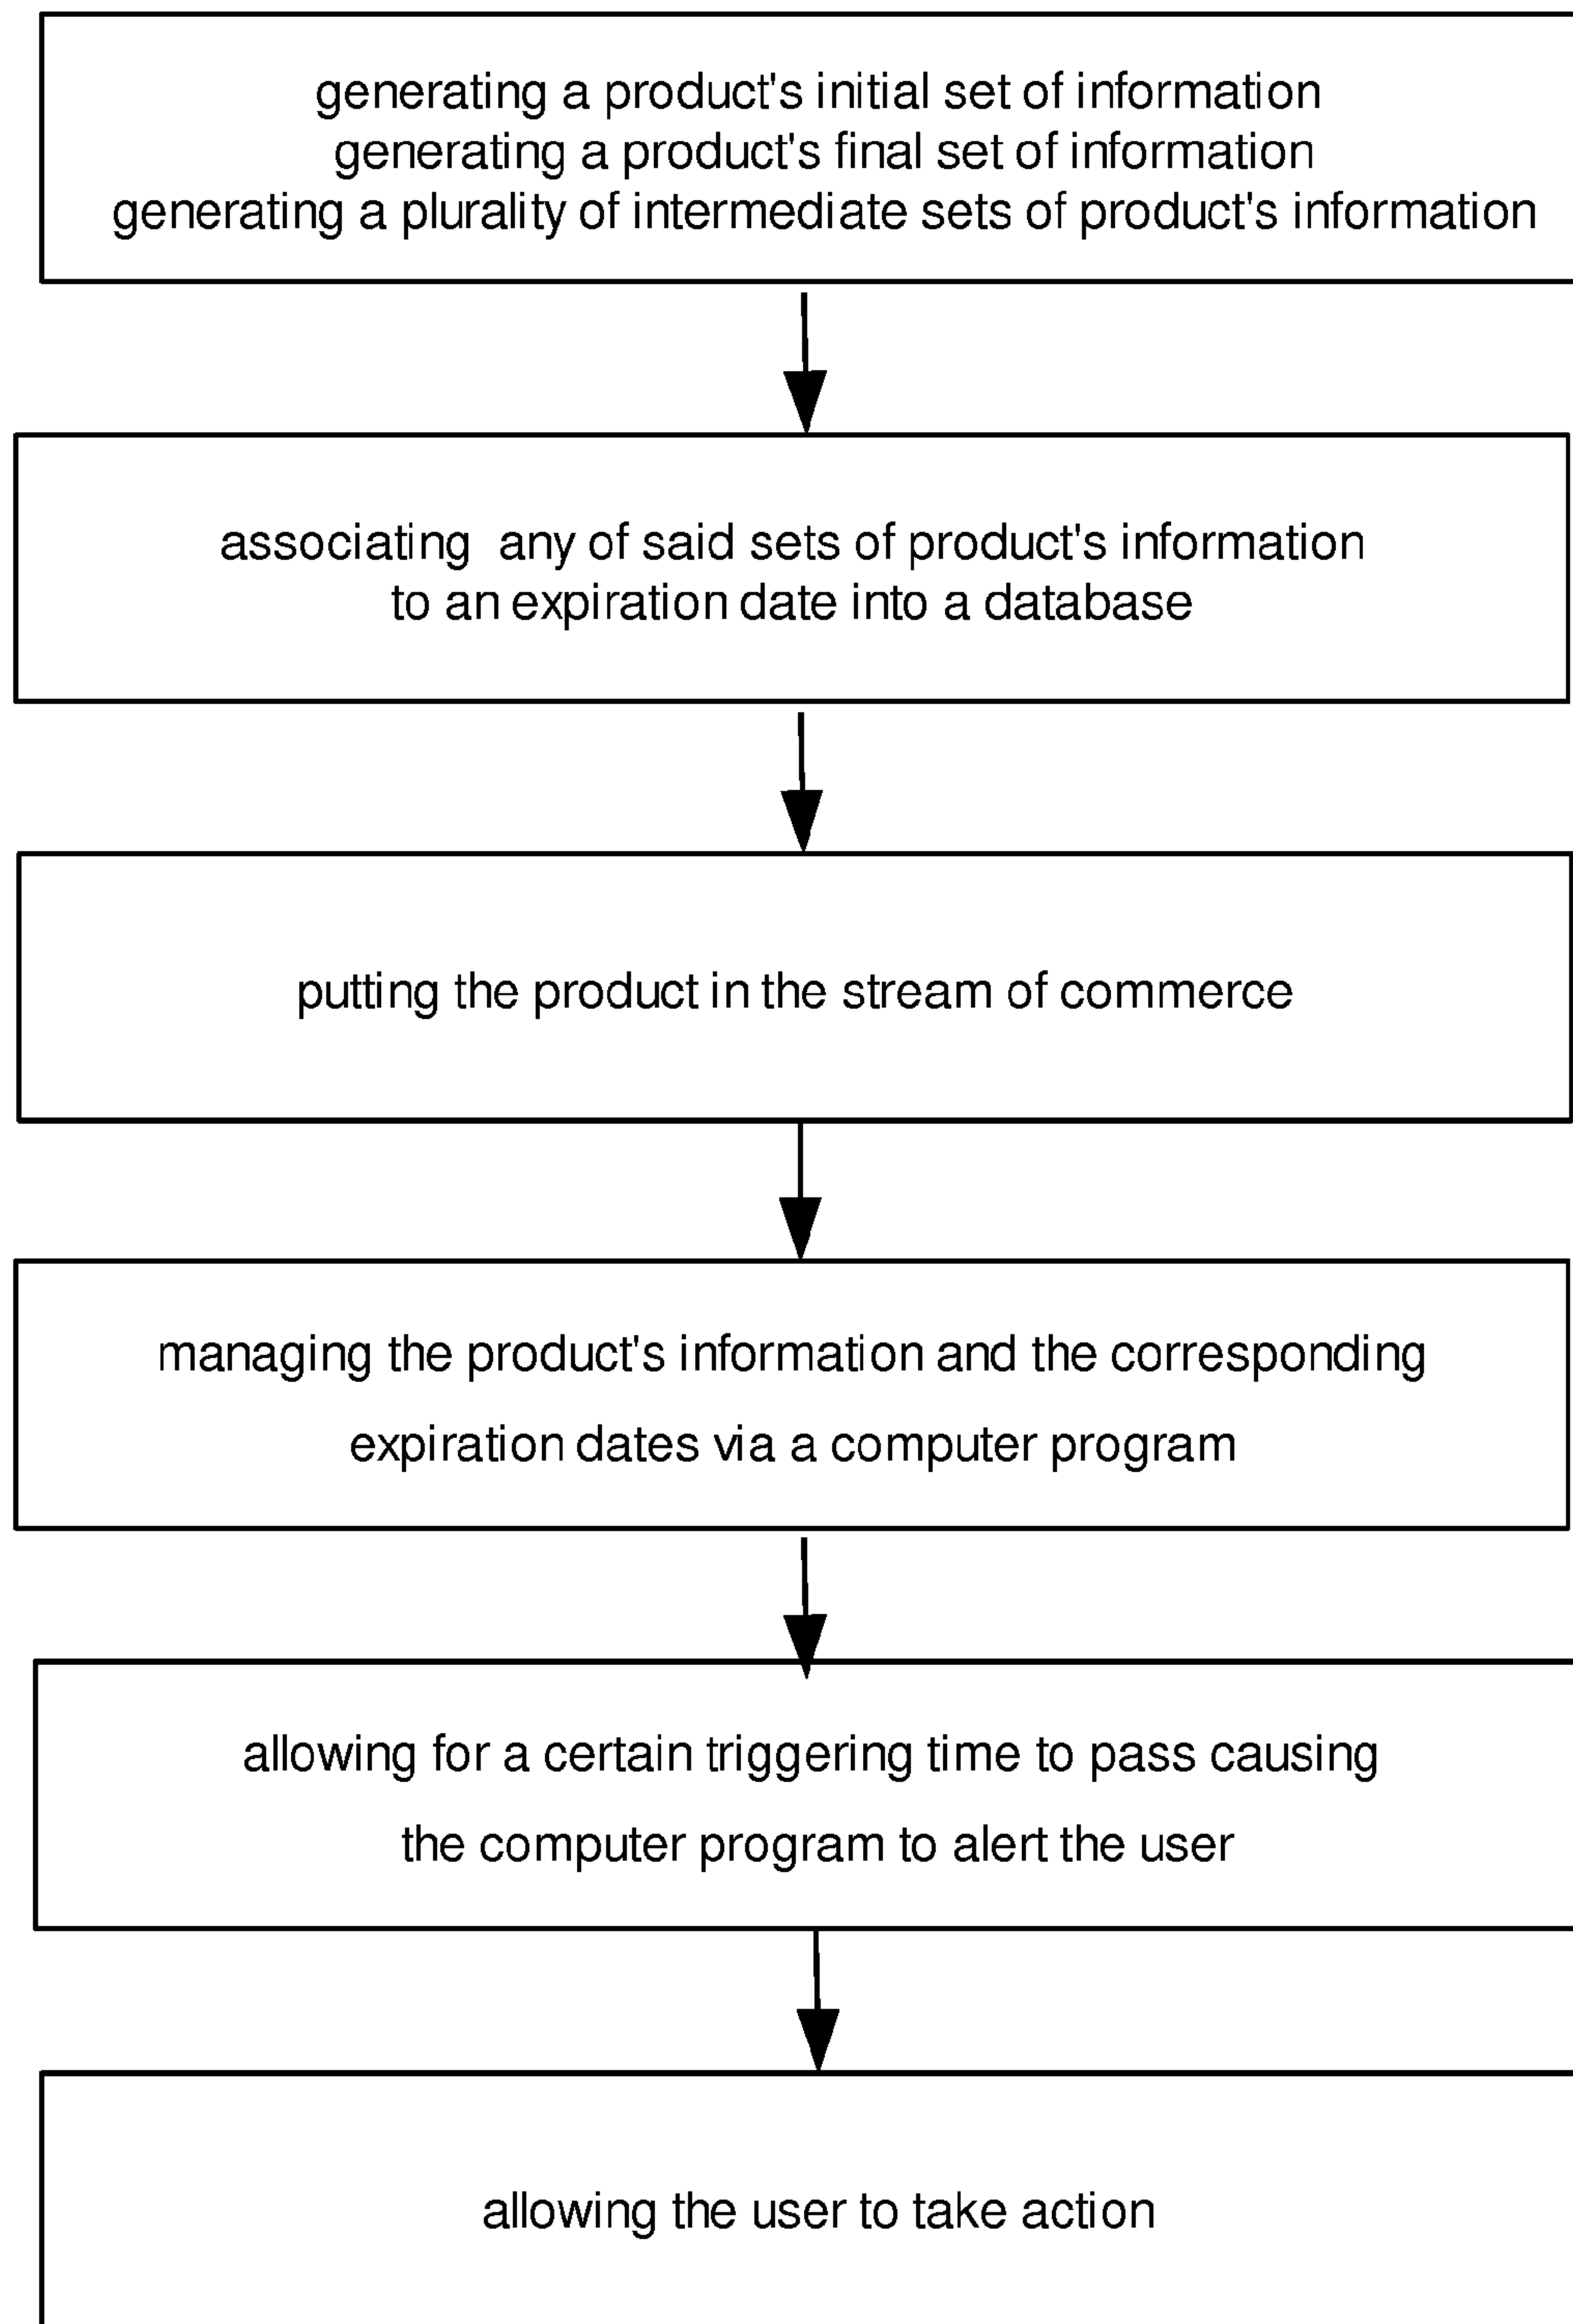 generating a product's initial set of information
generating a product's final set of information
generating a plurality of intermediate sets of product's information
associating any of said sets of product's information
to an expiration date into a database
putting the product in the stream of commerce
managing the product's information and the corresponding
expiration dates via a computer program
allowing for a certain triggering time to pass causing
the computer program to alert the user
allowing the user to take action